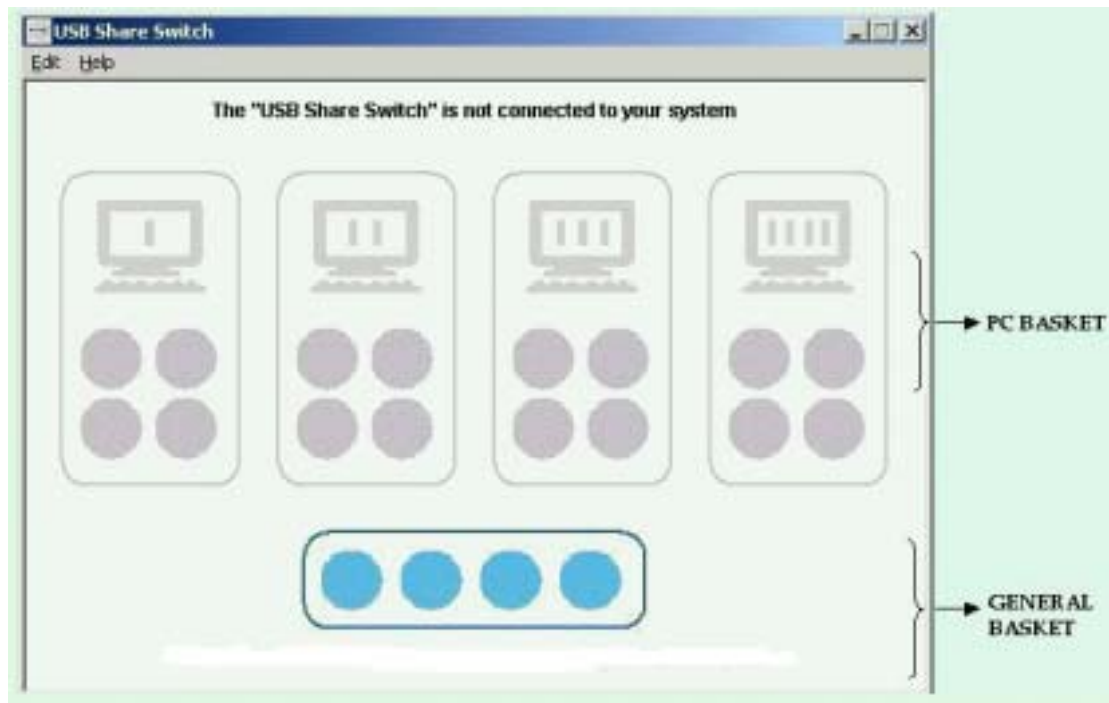 USB Share Switch
Edit Help
The "USB Share Switch" is not connected to your system
PC BASKET
GENERAL
BASKET